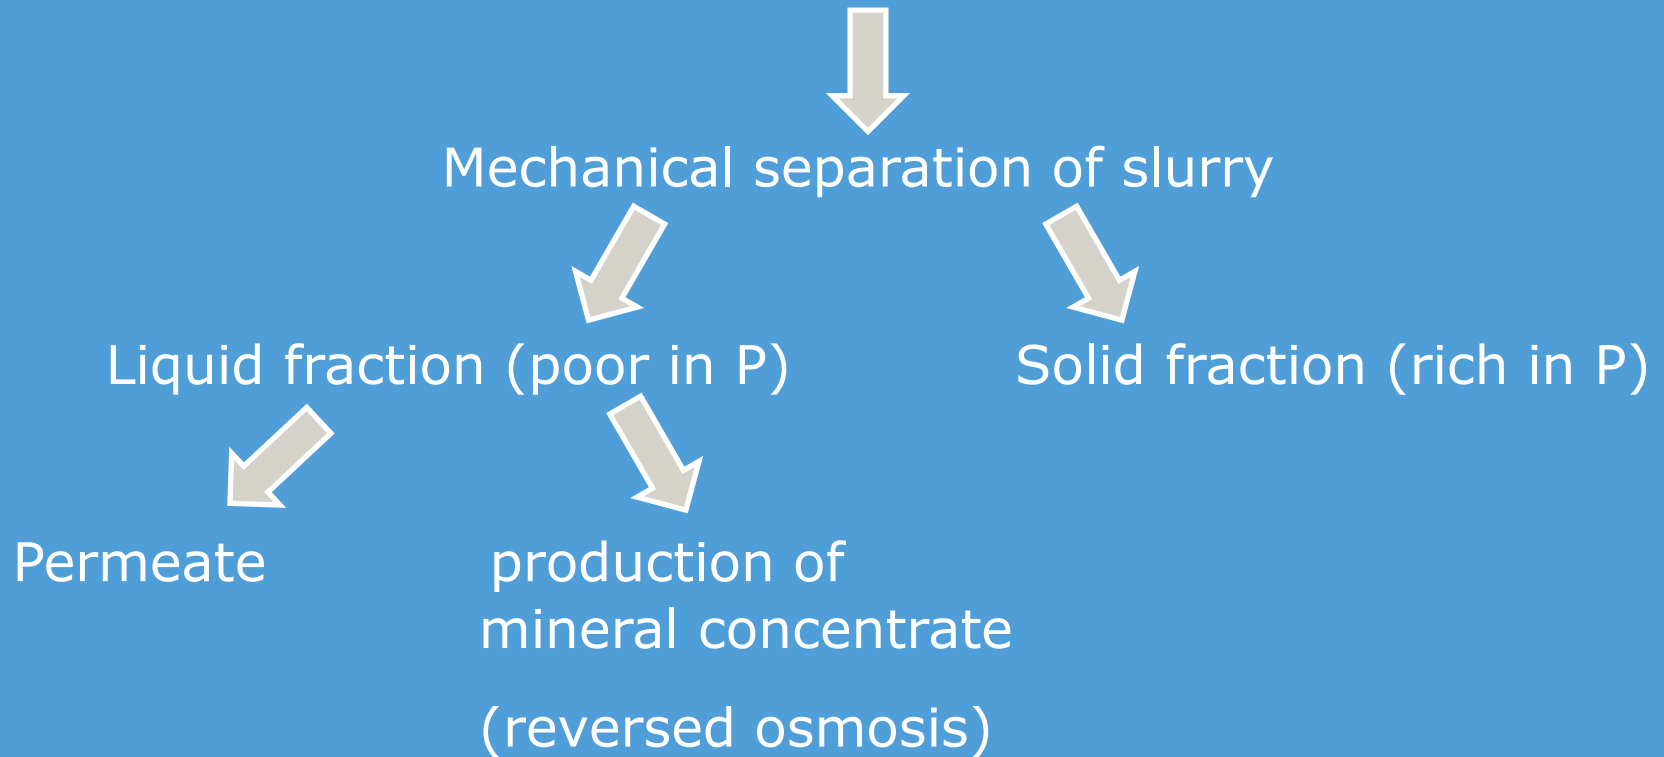 Mechanical separation of slurry
Liquid fraction (poor in P)
Solid fraction (rich in P)
Permeate
production of
mineral concentrate
(reversed osmosis)